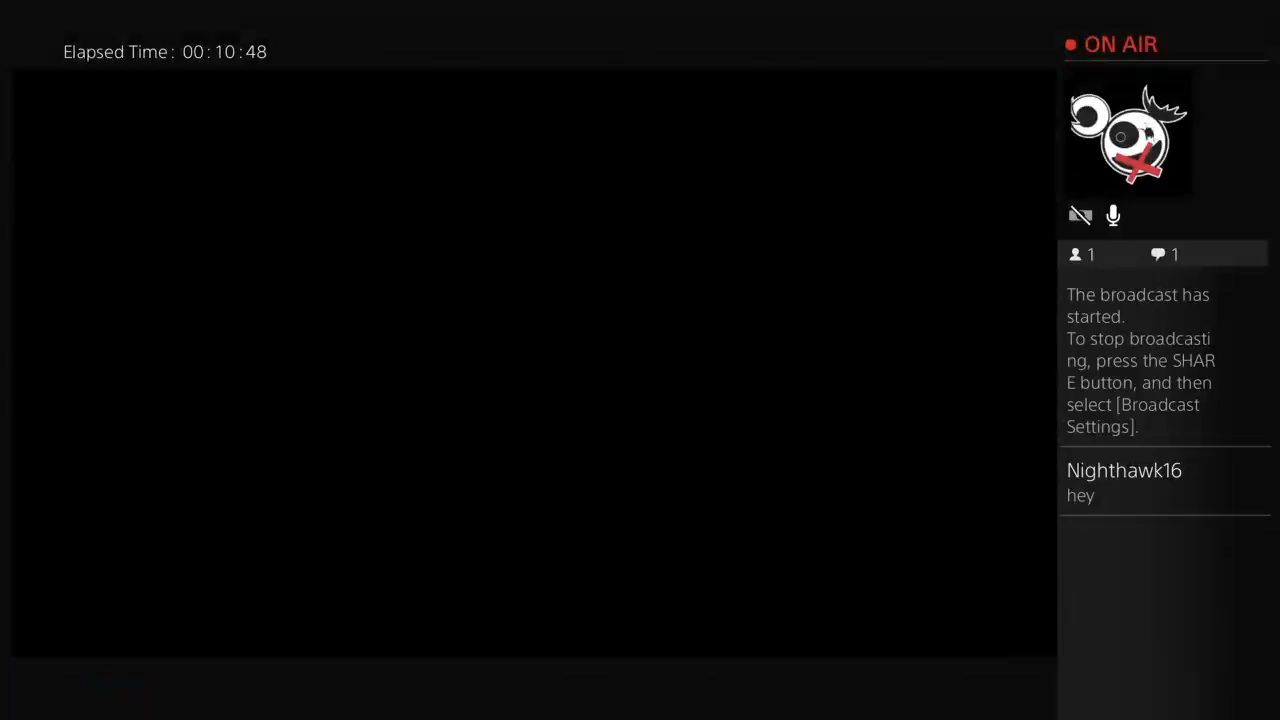 Elapsed Time: 00:10:48
ON AIR
1 1
The broadcast has
started.
To stop broadcasti
ng, press the SHAR
E button, and then
select [Broadcast
Settings].
Nighthawk16
hey